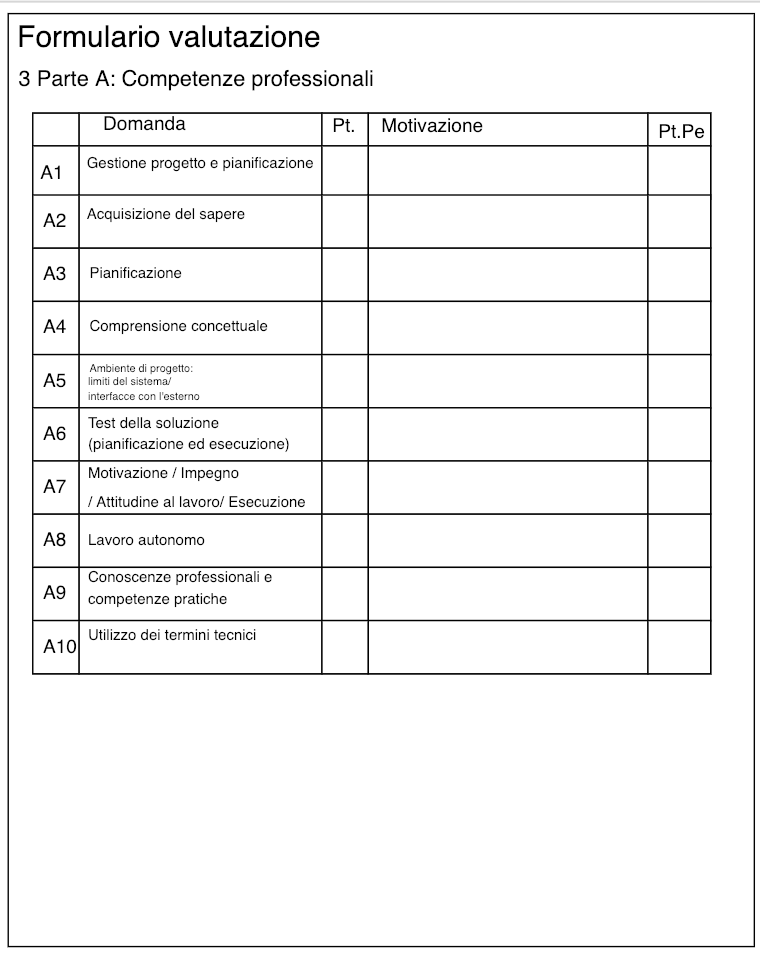 Formulario valutazione
3 Parte A: Competenze professionali
Domanda Pt. Motivazione Pt.Pe
A1 Gestione progetto e pianificazione
A2 Acquisizione del sapere
A3 Pianificazione
A4 Comprensione concettuale
A5 Ambiente di progetto:
limiti del sistema/
interfacce con l'esterno
A6 Test della soluzione
(pianificazione ed esecuzione)
A7 Motivazione / Impegno
/ Attitudine al lavoro/ Esecuzione
A8 Lavoro autonomo
A9 Conoscenze professionali e
competenze pratiche
A10 Utilizzo dei termini tecnici